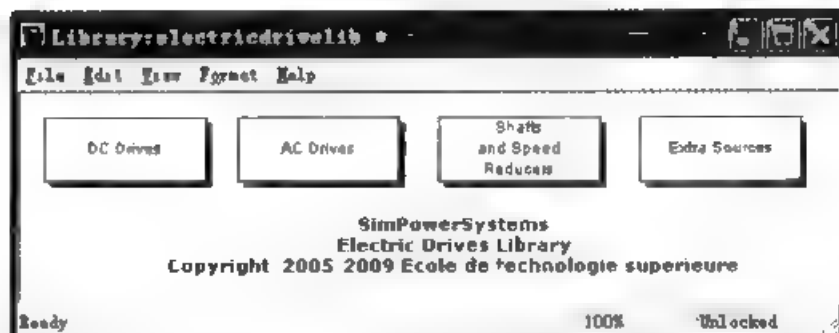 Library:electricdrivelib *
File Edit View Format Help
DC Drives
AC Drives
Shafts
and Speed
Reducers
Extra Sources
SimPowerSystems
Electric Drives Library
Copyright 2005 2009 Ecole de technologie superieure
Ready 100% Unlocked